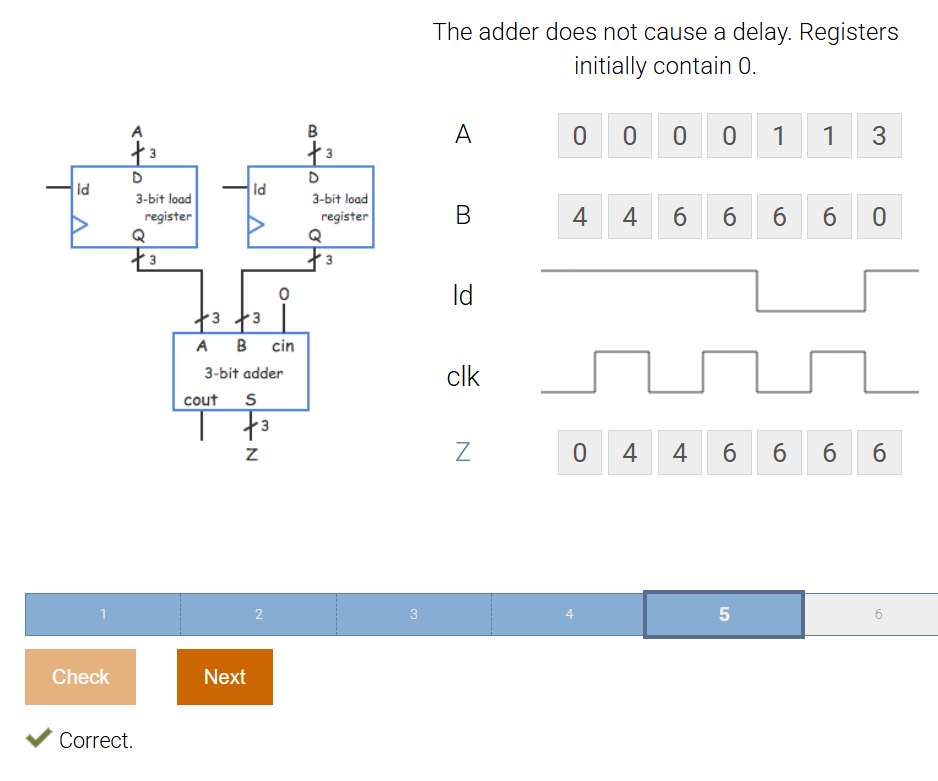 The adder does not cause a delay. Registers
initially contain 0.
A
3
D
ld
3-bit load
register
Q
3
B
3
D
ld
3-bit load
register
Q
3
0
3
3
A B cin
3-bit adder
cout S
3
Z
A 0 0 0 0 1 1 3
B 4 4 6 6 6 6 0
ld
clk
Z 0 4 4 6 6 6 6
1 2 3 4 5 6
Check Next
Correct.